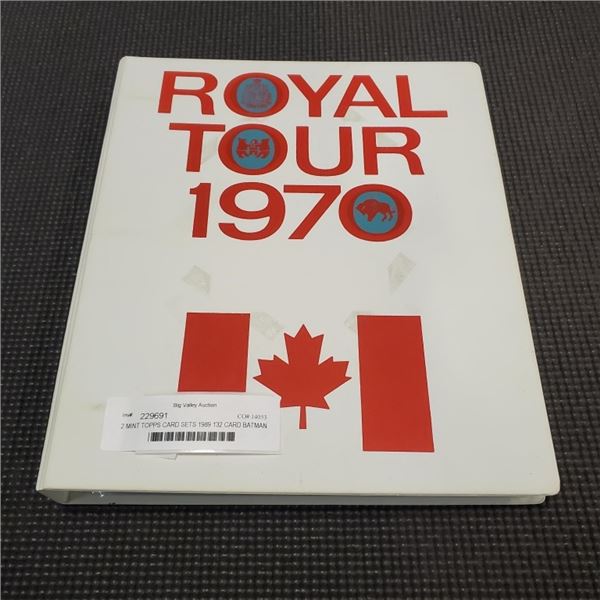 ROYAL
TOUR
1970
Big Valley Auction
229691
2 MINT TOPPS CARD SETS 1989 132 CARD BATMAN